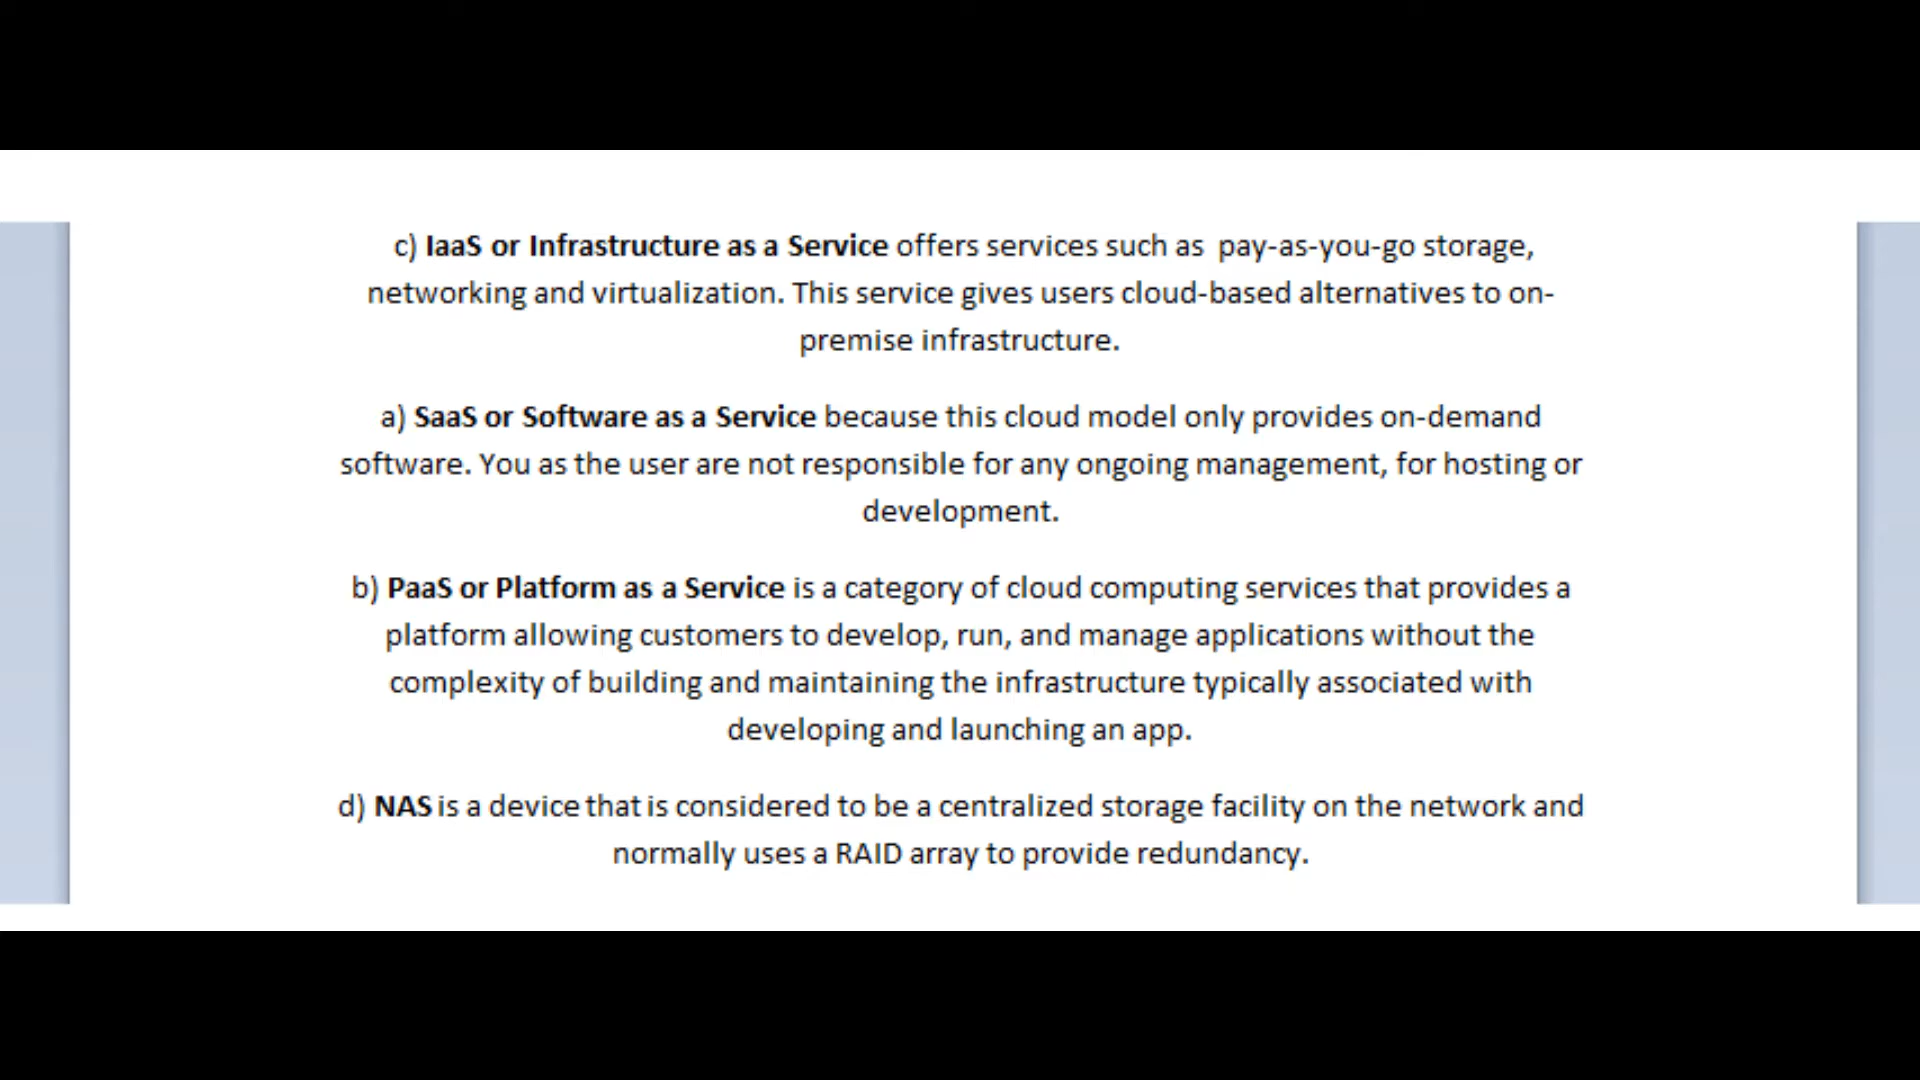 c) IaaS or Infrastructure as a Service offers services such as  pay-as-you-go storage,
networking and virtualization. This service gives users cloud-based alternatives to on-
premise infrastructure.
a) SaaS or Software as a Service because this cloud model only provides on-demand
software. You as the user are not responsible for any ongoing management, for hosting or
development.
b) PaaS or Platform as a Service is a category of cloud computing services that provides a
platform allowing customers to develop, run, and manage applications without the
complexity of building and maintaining the infrastructure typically associated with
developing and launching an app.
d) NAS is a device that is considered to be a centralized storage facility on the network and
normally uses a RAID array to provide redundancy.